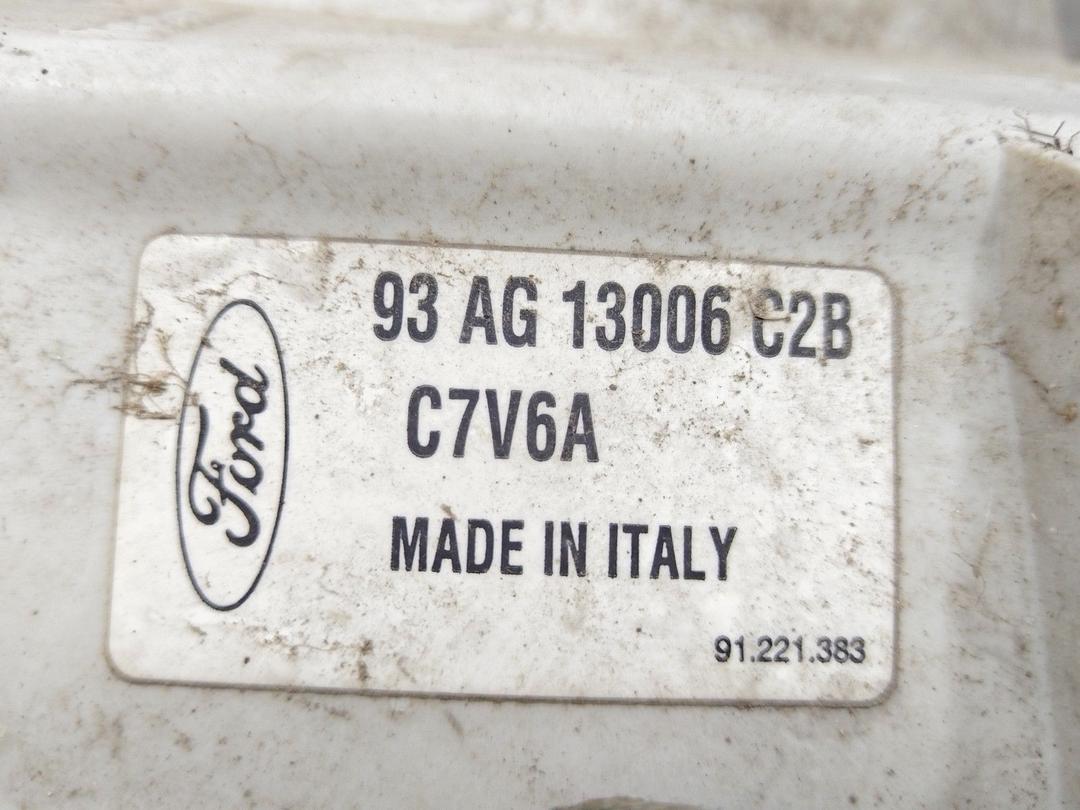 Ford
93 AG 13006 C2B
C7V6A
MADE IN ITALY
91.221.383